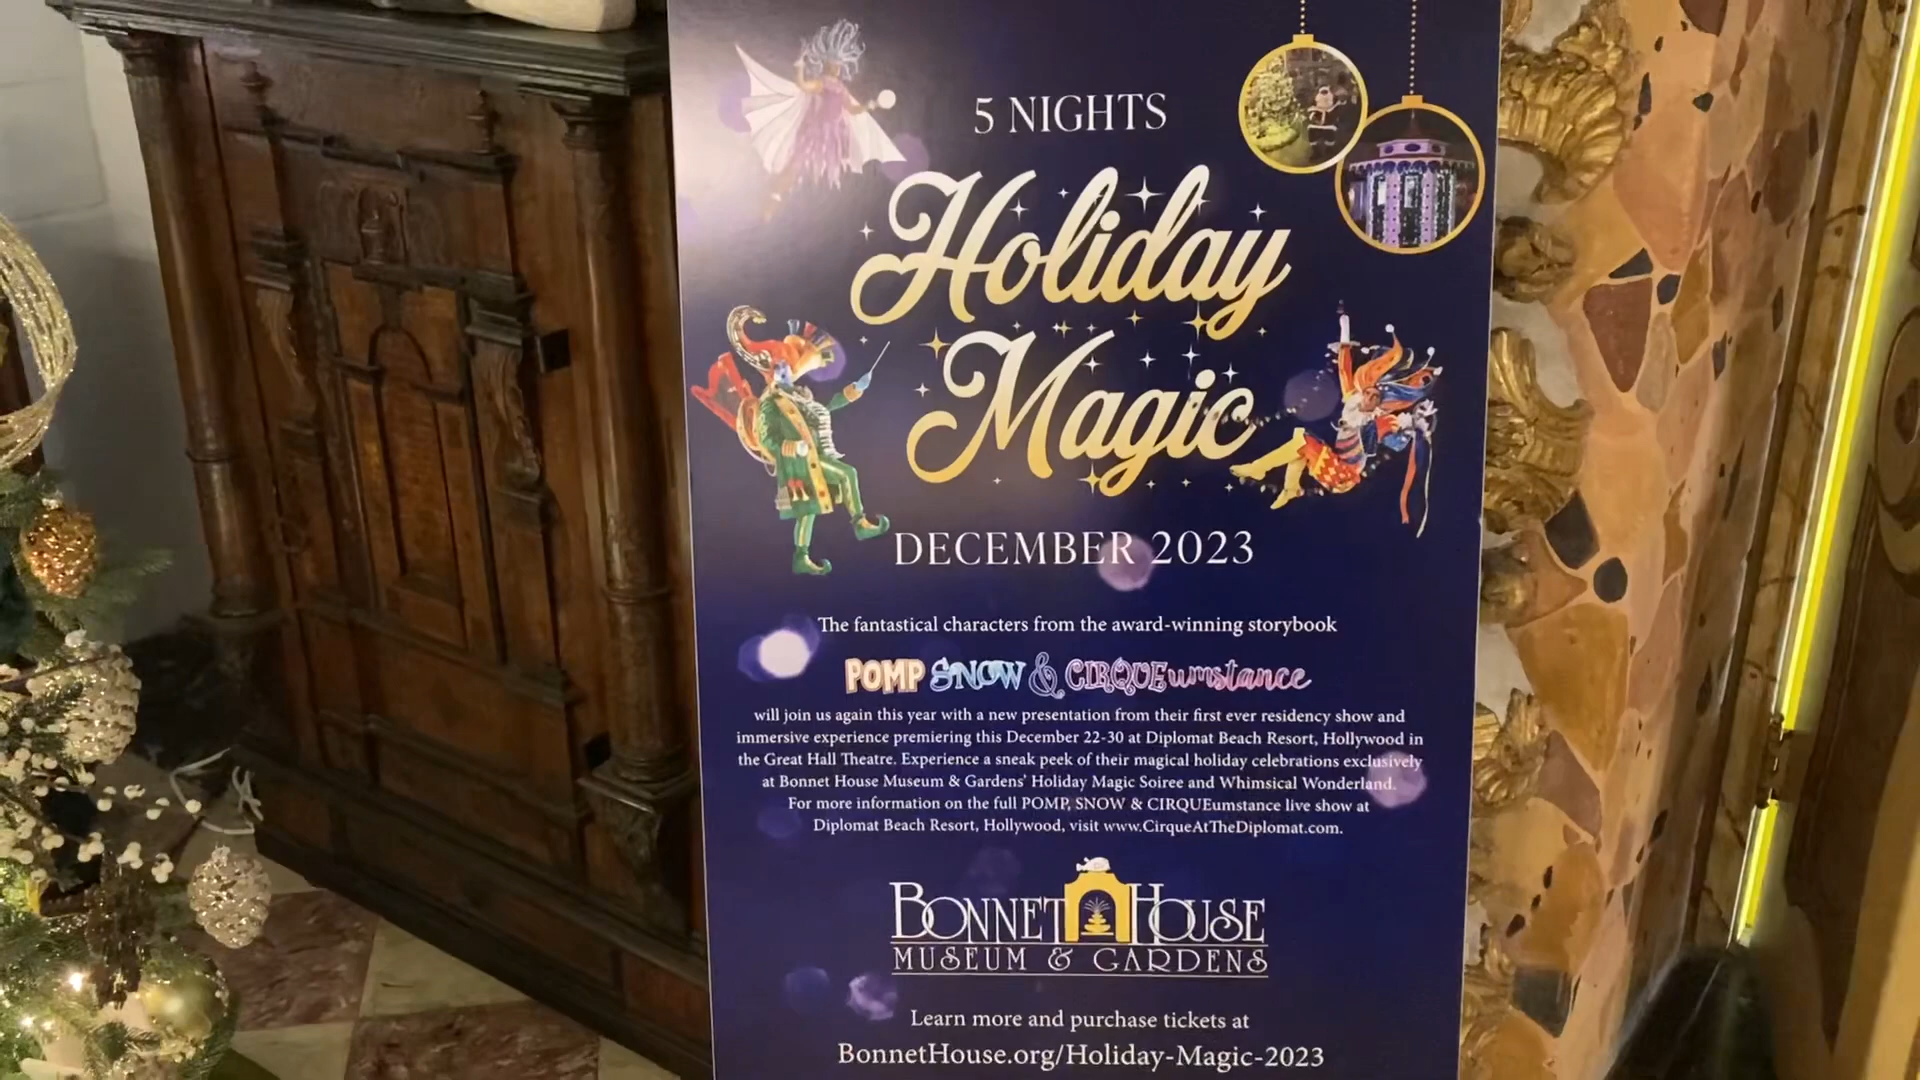 5 NIGHTS
Holiday
Magic
DECEMBER 2023
The fantastical characters from the award-winning storybook
POMP SNOW & CIRQUEumstance
will join us again this year with a new presentation from their first ever residency show and
immersive experience premiering this December 22-30 at Diplomat Beach Resort, Hollywood in
the Great Hall Theatre. Experience a sneak peek of their magical holiday celebrations exclusively
at Bonnet House Museum & Gardens' Holiday Magic Soiree and Whimsical Wonderland.
For more information on the full POMP, SNOW & CIRQUEumstance live show at
Diplomat Beach Resort, Hollywood, visit www.CirqueAtTheDiplomat.com.
BONNET HOUSE
MUSEUM & GARDENS
Learn more and purchase tickets at
BonnetHouse.org/Holiday-Magic-2023